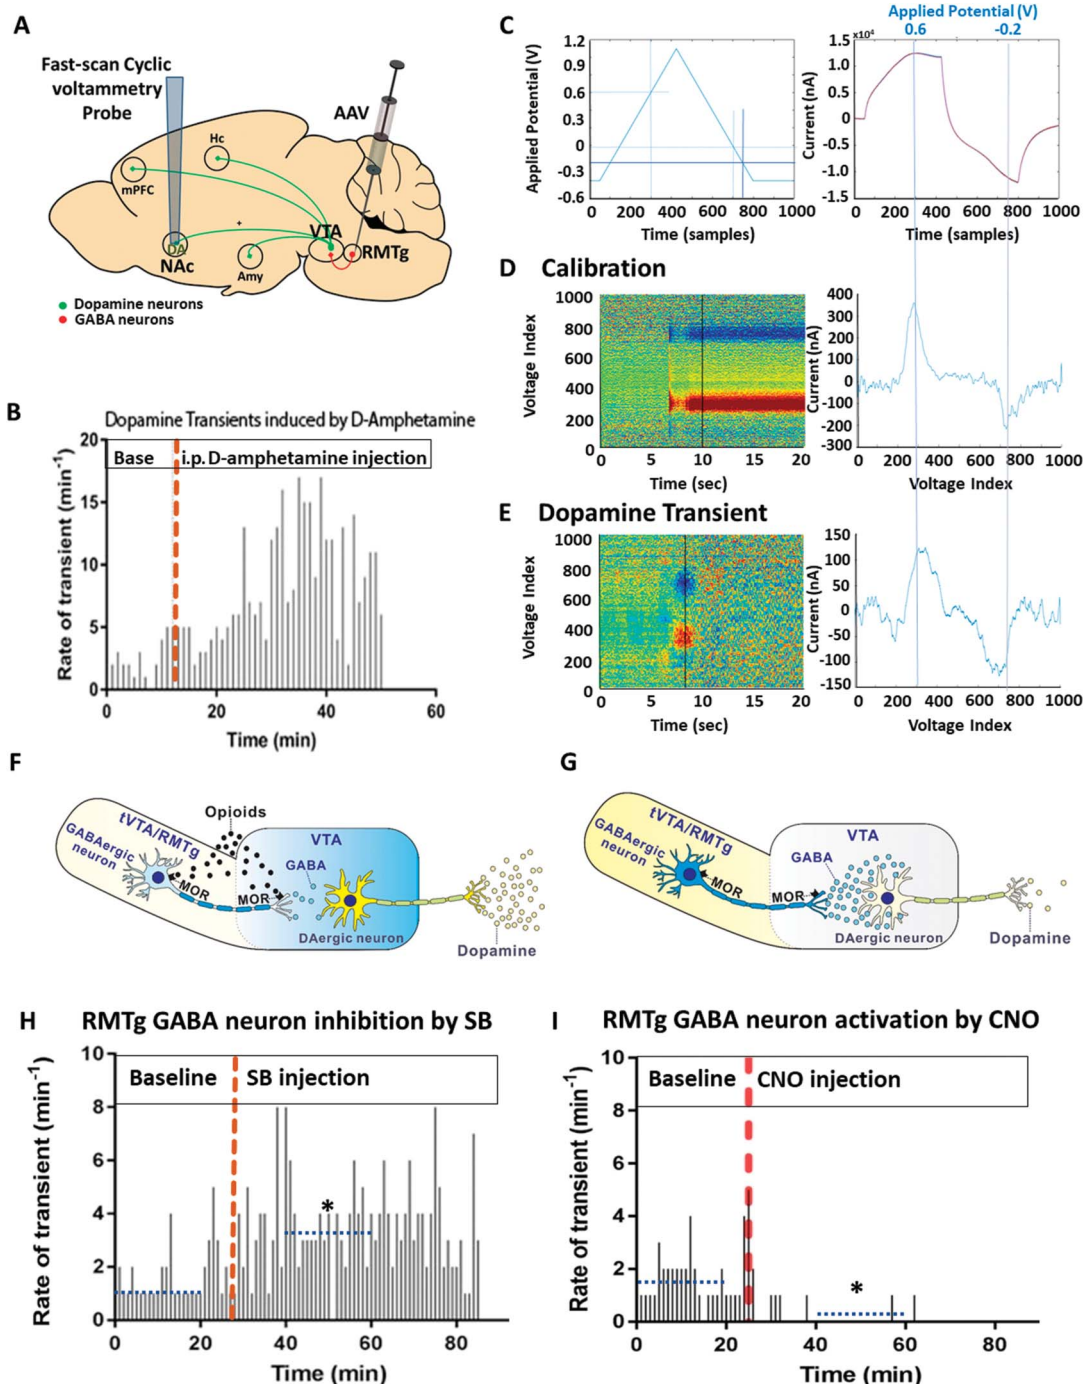 A
Fast-scan Cyclic
voltammetry
Probe
AAV
Hc
mPFC
VTA
DA
NAc
Amy
RMTg
Dopamine neurons
GABA neurons
B
Dopamine Transients induced by D-Amphetamine
Base
i.p. D-amphetamine injection
Rate of transient (min-1)
20
15
10
5
0
0 20 40 60
Time (min)
C
Applied Potential (V)
1.2
0.9
0.6
0.3
0
-0.3
-0.6
0 200 400 600 800 1000
Time (samples)
Applied Potential (V)
0.6 -0.2
x10⁴
Current (nA)
1.5
1.0
0.5
0
-0.5
-1.0
-1.5
0 200 400 600 800 1000
Time (samples)
D Calibration
Voltage Index
1000
800
600
400
200
0
0 5 10 15 20
Time (sec)
Current (nA)
400
300
200
100
0
-100
-200
-300
0 200 400 600 800 1000
Voltage Index
E Dopamine Transient
Voltage Index
1000
800
600
400
200
0
0 5 10 15 20
Time (sec)
Current (nA)
150
100
50
0
-50
-100
-150
0 200 400 600 800 1000
Voltage Index
F
Opioids
tVTA/RMTg
GABAergic
neuron
MOR
MOR
VTA
GABA
DAergic neuron
Dopamine
G
tVTA/RMTg
GABAergic
neuron
MOR
MOR
VTA
GABA
DAergic neuron
Dopamine
H RMTg GABA neuron inhibition by SB
Baseline
SB injection
*
Rate of transient (min-1)
10
8
6
4
2
0
0 20 40 60 80
Time (min)
I RMTg GABA neuron activation by CNO
Baseline
CNO injection
*
Rate of transient (min-1)
10
8
6
4
2
0
0 20 40 60 80
Time (min)